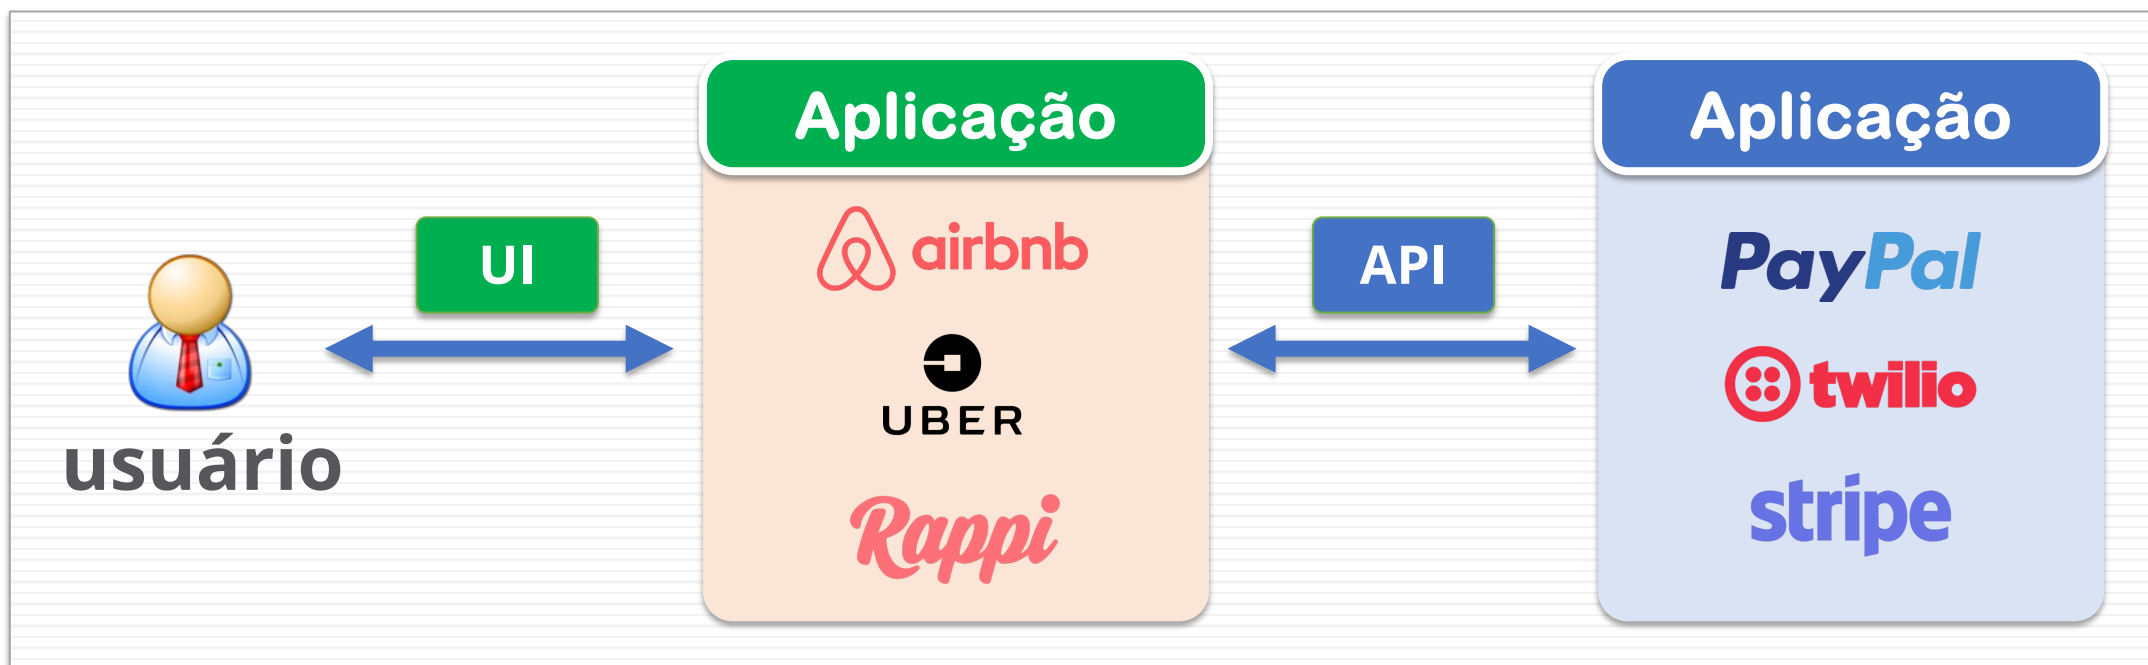 Aplicação
Aplicação
UI
airbnb
API
PayPal
UBER
twilio
usuário
Rappi
stripe